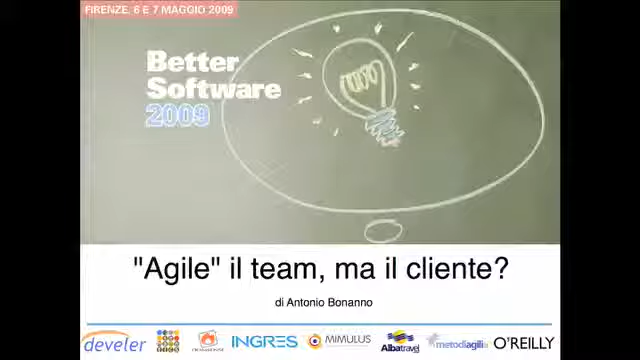 FIRENZE, 6 E 7 MAGGIO 2009
Better
Software
2009
"Agile" il team, ma il cliente?
di Antonio Bonanno
develer
INGRES
MIMULUS
Albatravel
metodiagili.it
O'REILLY